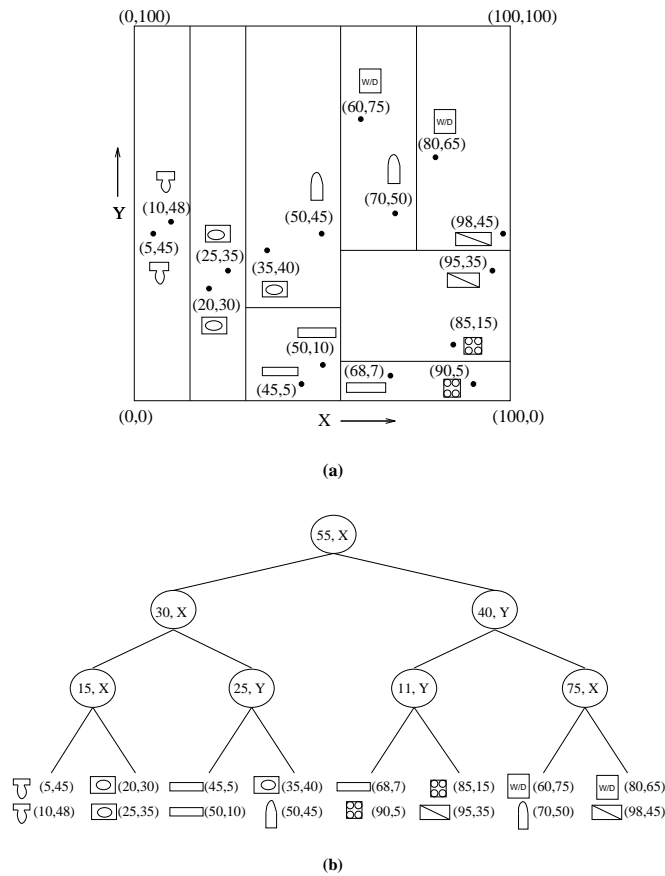 (0,100) (100,100)
W/D
(60,75) W/D
(80,65)
(10,48) (50,45) (70,50)
Y (98,45)
(5,45) (25,35) (35,40) (95,35)
(20,30)
(85,15)
(50,10) (68,7) (90,5)
(45,5)
(0,0) X (100,0)
(a)
55, X
30, X 40, Y
15, X 25, Y 11, Y 75, X
(5,45) (20,30) (45,5) (35,40) (68,7) (85,15) W/D (60,75) W/D (80,65)
(10,48) (25,35) (50,10) (50,45) (90,5) (95,35) (70,50) (98,45)
(b)